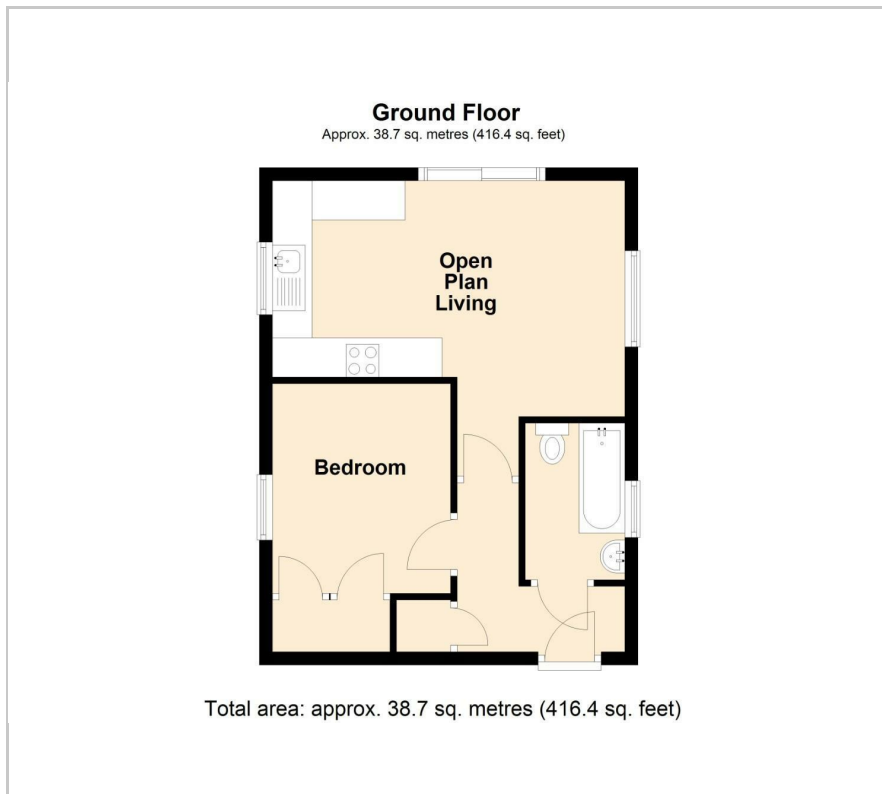 Ground Floor
Approx. 38.7 sq. metres (416.4 sq. feet)
Open
Plan
Living
Bedroom
Total area: approx. 38.7 sq. metres (416.4 sq. feet)